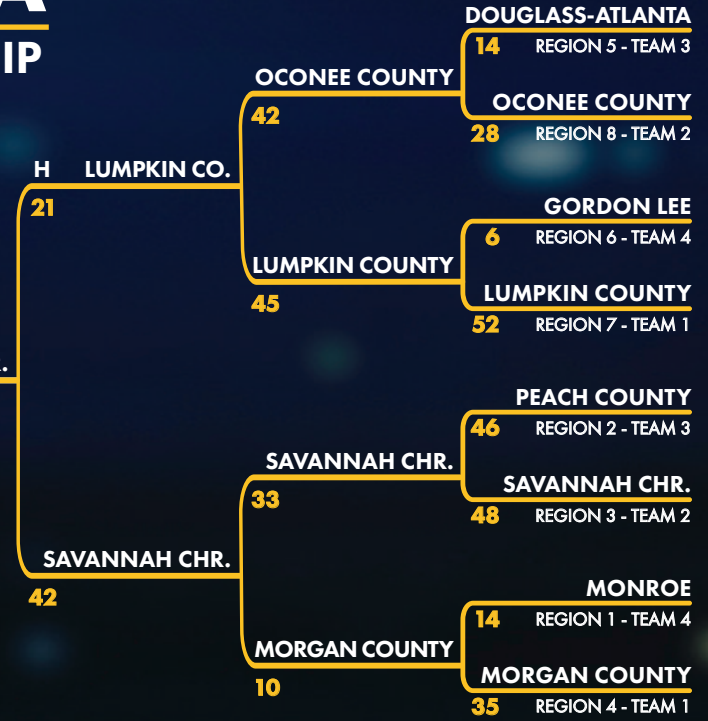 A
IP
DOUGLASS-ATLANTA
14 REGION 5 - TEAM 3
OCONEE COUNTY
42
OCONEE COUNTY
28 REGION 8 - TEAM 2
H LUMPKIN CO.
21
GORDON LEE
6 REGION 6 - TEAM 4
LUMPKIN COUNTY
45
LUMPKIN COUNTY
52 REGION 7 - TEAM 1
PEACH COUNTY
46 REGION 2 - TEAM 3
SAVANNAH CHR.
33
SAVANNAH CHR.
48 REGION 3 - TEAM 2
SAVANNAH CHR.
42
MONROE
14 REGION 1 - TEAM 4
MORGAN COUNTY
10
MORGAN COUNTY
35 REGION 4 - TEAM 1